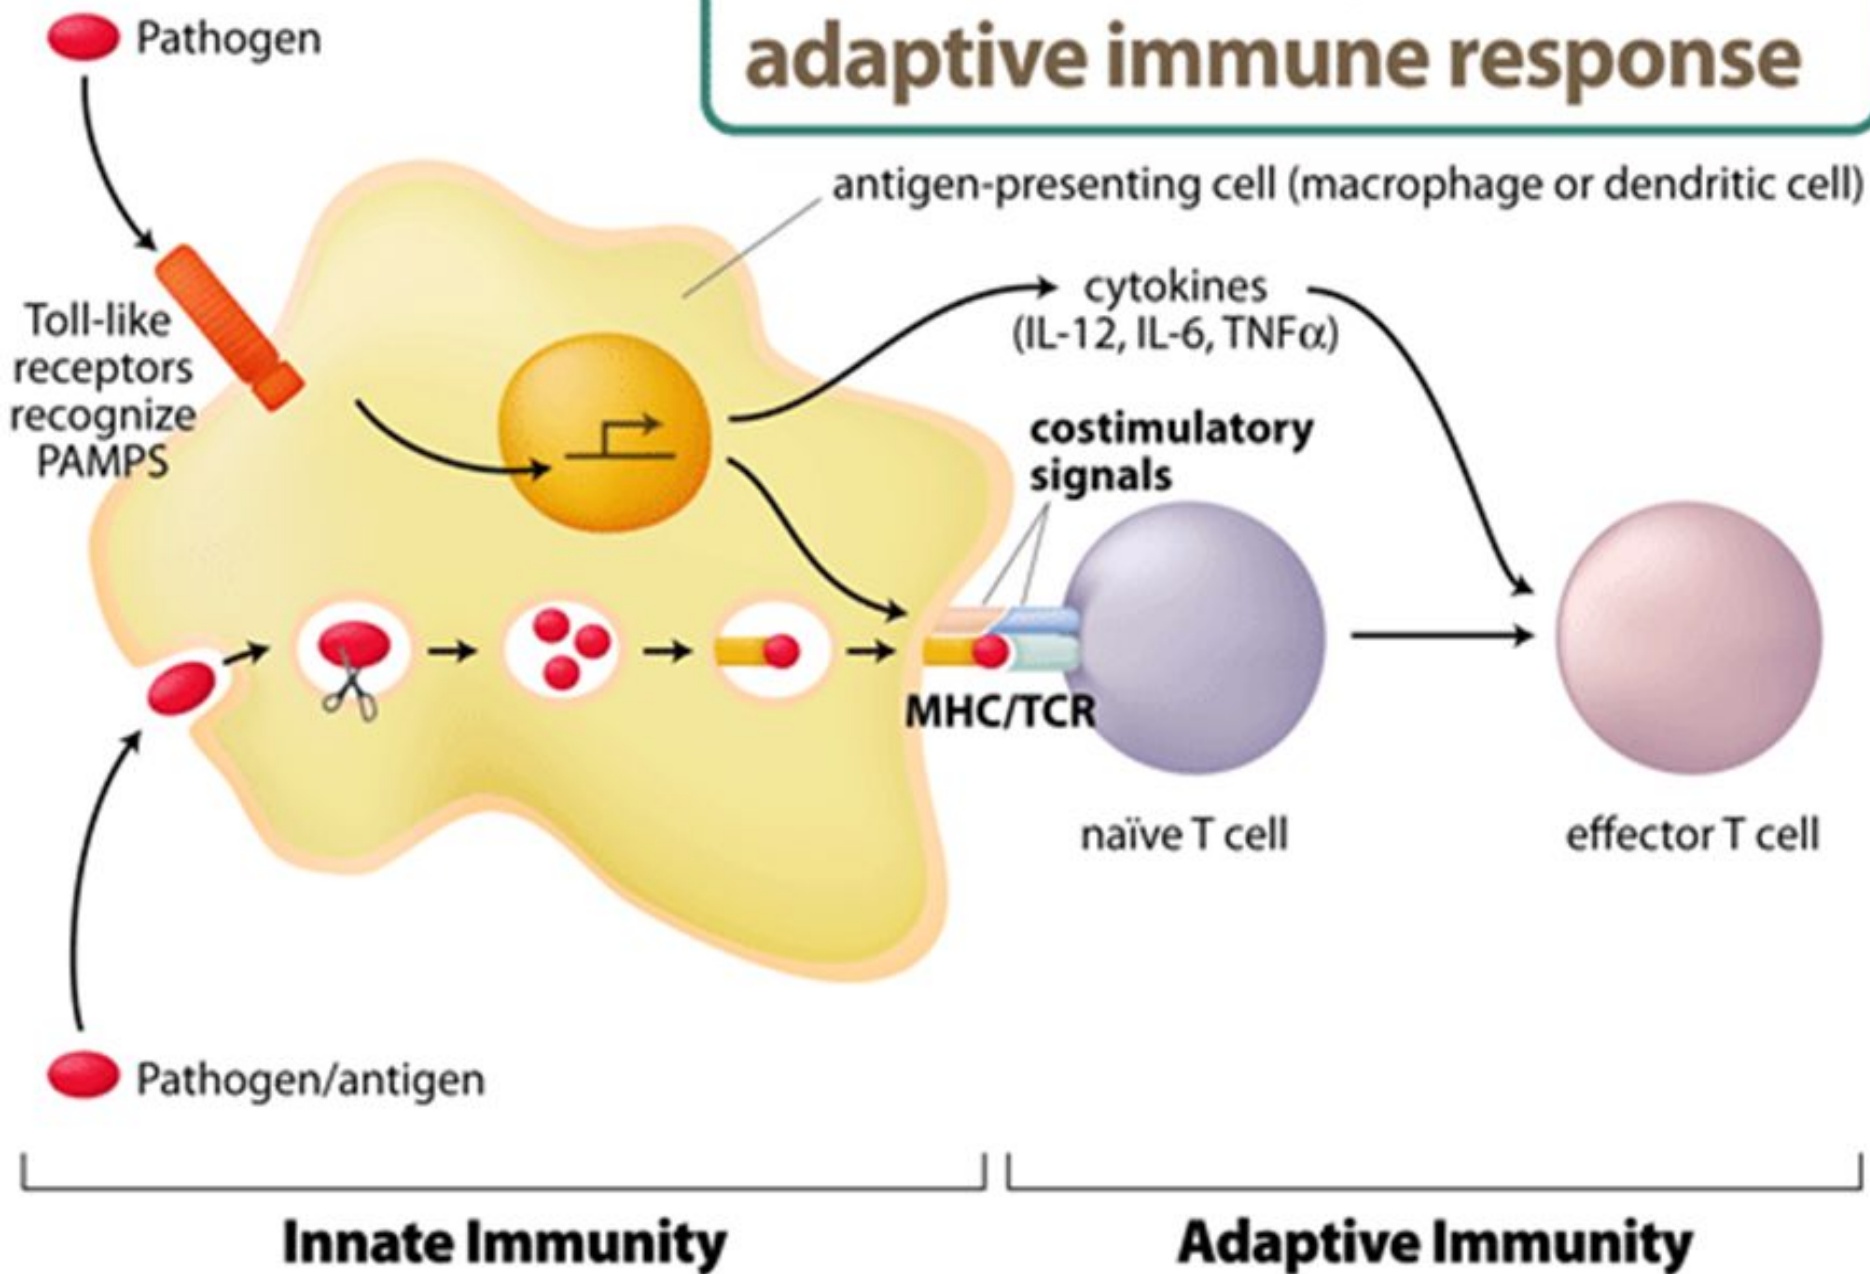 Pathogen
adaptive immune response
antigen-presenting cell (macrophage or dendritic cell)
cytokines
(IL-12, IL-6, TNFα)
Toll-like
receptors
recognize
PAMPS
costimulatory
signals
MHC/TCR
naïve T cell
effector T cell
Pathogen/antigen
Innate Immunity
Adaptive Immunity